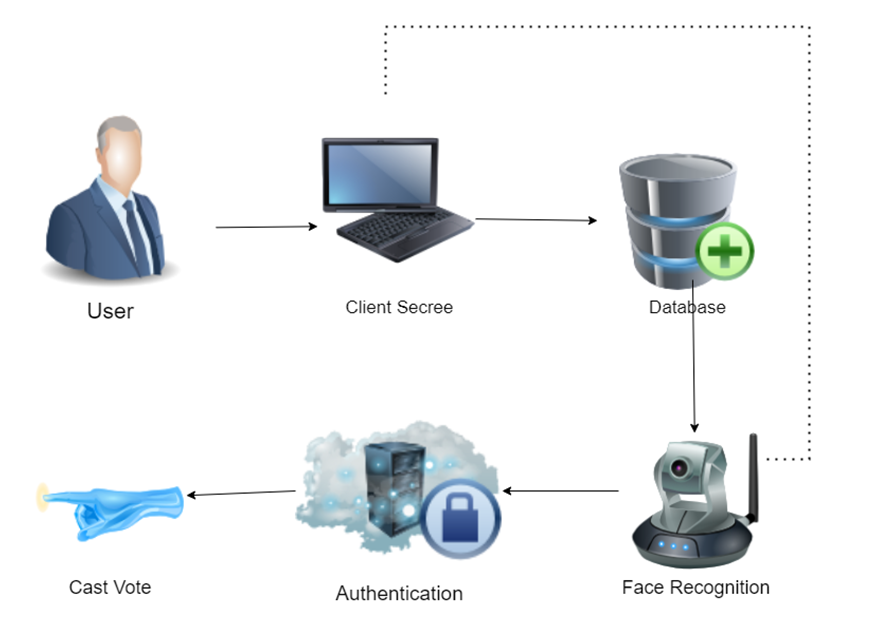 User
Client Secree
Database
Cast Vote
Authentication
Face Recognition